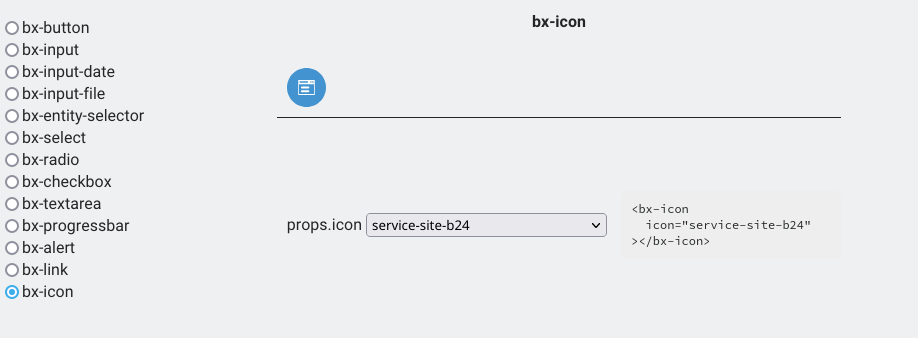 bx-button
bx-input
bx-input-date
bx-input-file
bx-entity-selector
bx-select
bx-radio
bx-checkbox
bx-textarea
bx-progressbar
bx-alert
bx-link
bx-icon
bx-icon
props.icon service-site-b24
<bx-icon
  icon="service-site-b24"
></bx-icon>